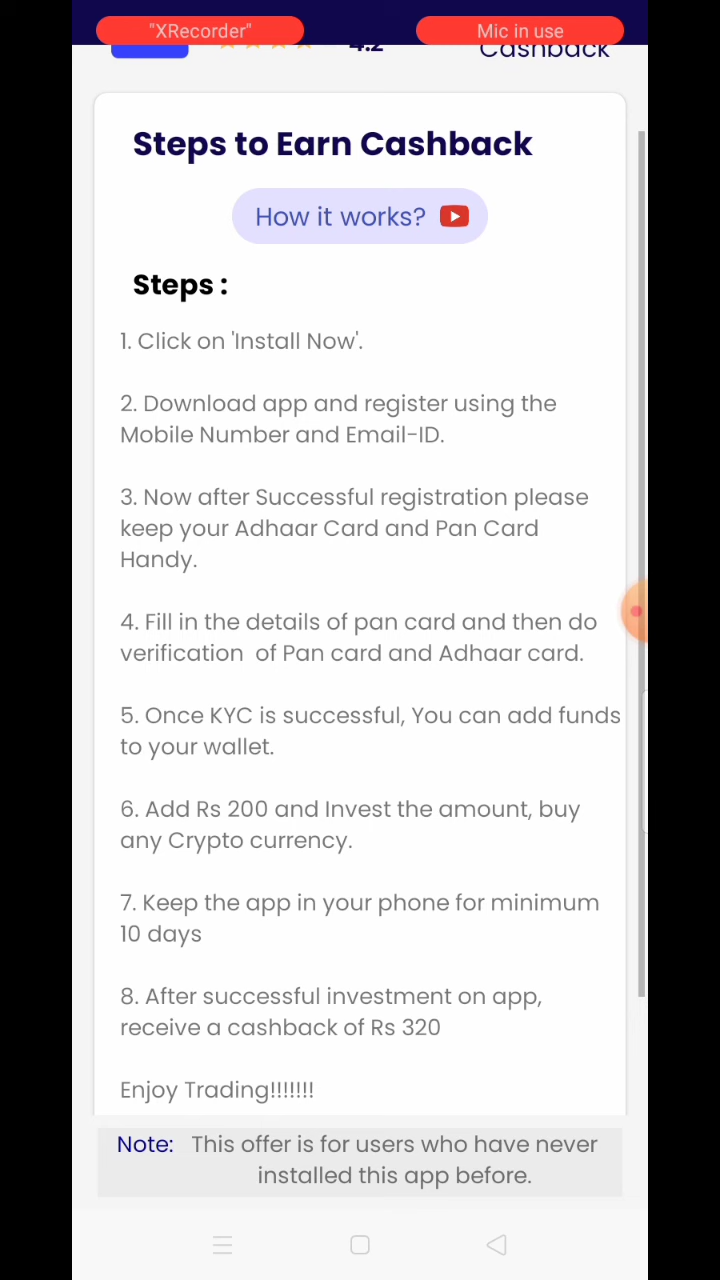 "XRecorder"
Mic in use
4.2
Cashback
Steps to Earn Cashback
How it works?
Steps :
1. Click on 'Install Now'.
2. Download app and register using the
Mobile Number and Email-ID.
3. Now after Successful registration please
keep your Adhaar Card and Pan Card
Handy.
4. Fill in the details of pan card and then do
verification of Pan card and Adhaar card.
5. Once KYC is successful, You can add funds
to your wallet.
6. Add Rs 200 and Invest the amount, buy
any Crypto currency.
7. Keep the app in your phone for minimum
10 days
8. After successful investment on app,
receive a cashback of Rs 320
Enjoy Trading!!!!!!!
Note: This offer is for users who have never
installed this app before.